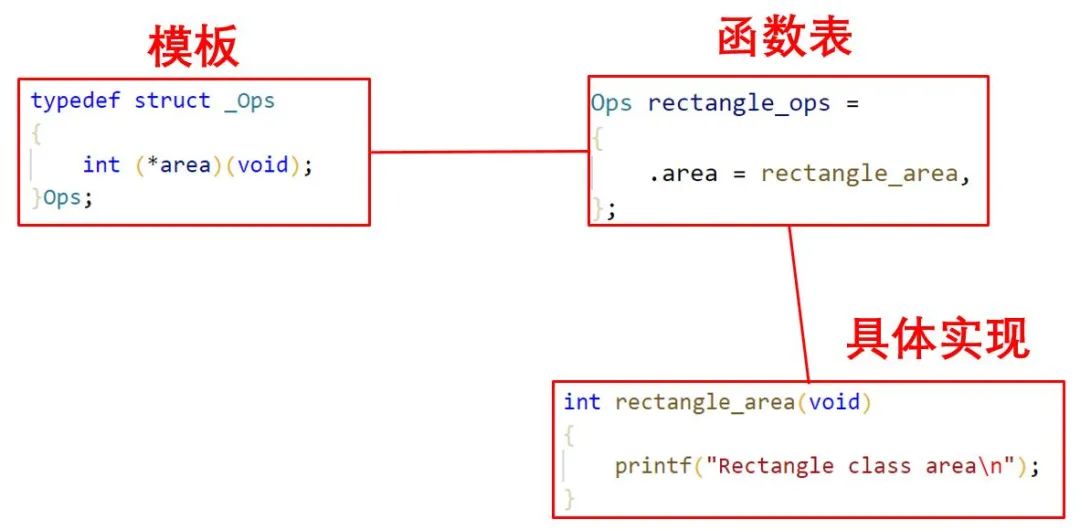 模板
typedef struct _Ops
{
    int (*area)(void);
}Ops;
函数表
Ops rectangle_ops =
{
    .area = rectangle_area,
};
具体实现
int rectangle_area(void)
{
    printf("Rectangle class area\n");
}